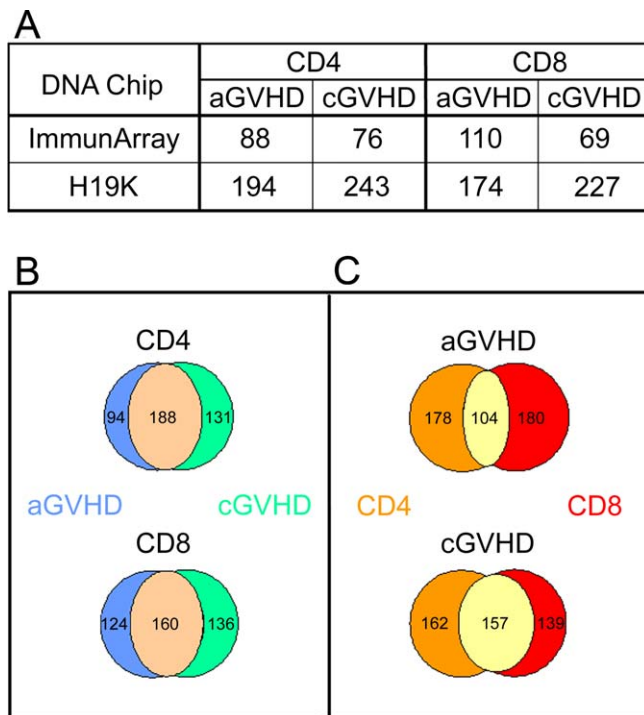 A
DNA Chip CD4 CD8
aGVHD cGVHD aGVHD cGVHD
ImmunArray 88 76 110 69
H19K 194 243 174 227
B
CD4
94 188 131
aGVHD cGVHD
CD8
124 160 136
C
aGVHD
178 104 180
CD4 CD8
cGVHD
162 157 139